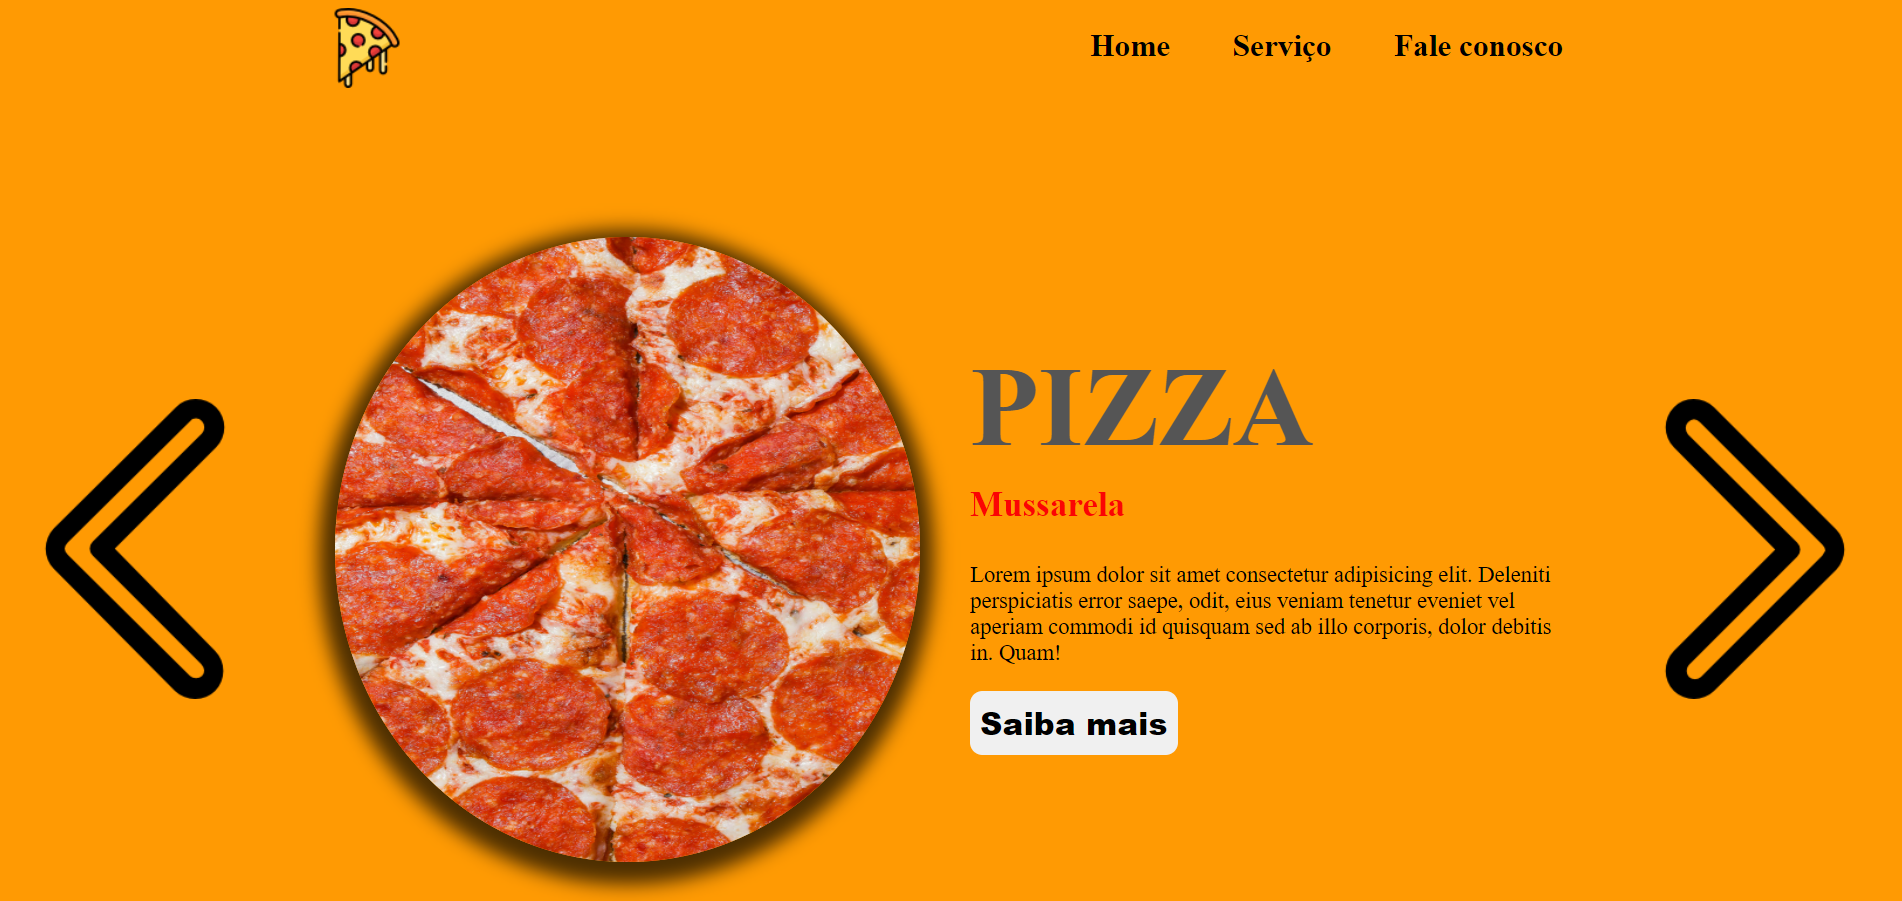 Home Serviço Fale conosco
PIZZA
Mussarela
Lorem ipsum dolor sit amet consectetur adipisicing elit. Deleniti
perspiciatis error saepe, odit, eius veniam tenetur eveniet vel
aperiam commodi id quisquam sed ab illo corporis, dolor debitis
in. Quam!
Saiba mais